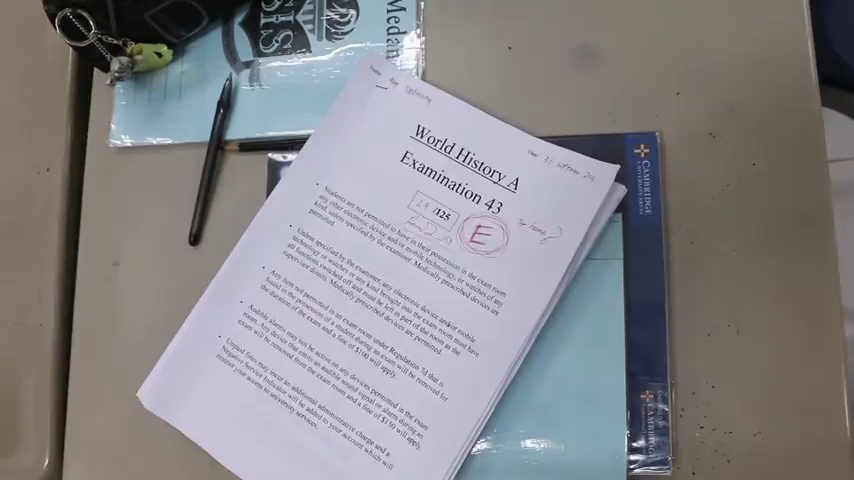 SHS
Medan
World History A
Examination 43
/125
E
CAMBRIDGE
UNIVERSITY PRESS
• Students are not permitted to have in their possession in the exam room
any other electronic device and/or mobile technology, or watches of any
kind, unless specified by the examiner. Medically prescribed devices are
permitted.
• Unless specified by the examiner, any electronic device and/or mobile
technology or watches or any kind brought into the exam room must have
all functions switched off and must be left in part of the room as the
supervisor directs. Medically prescribed devices are permitted.
• Any item not permitted in an exam room under Regulation 7d that is
found in the possession of a student during an exam will be removed for
the duration of the exam and a fine of $100 will apply.
• Audible alarms may not be active on any devices permitted in the exam
room. Any device that emits an audible sound signal or alarm during an
exam will be removed from the exam room and a fine of $150 will apply.
• Unpaid fines may incur an additional administrative charge and a
Negative Service Indicator will be added to your account which will
restrict your access to university services.
CAMBRIDGE